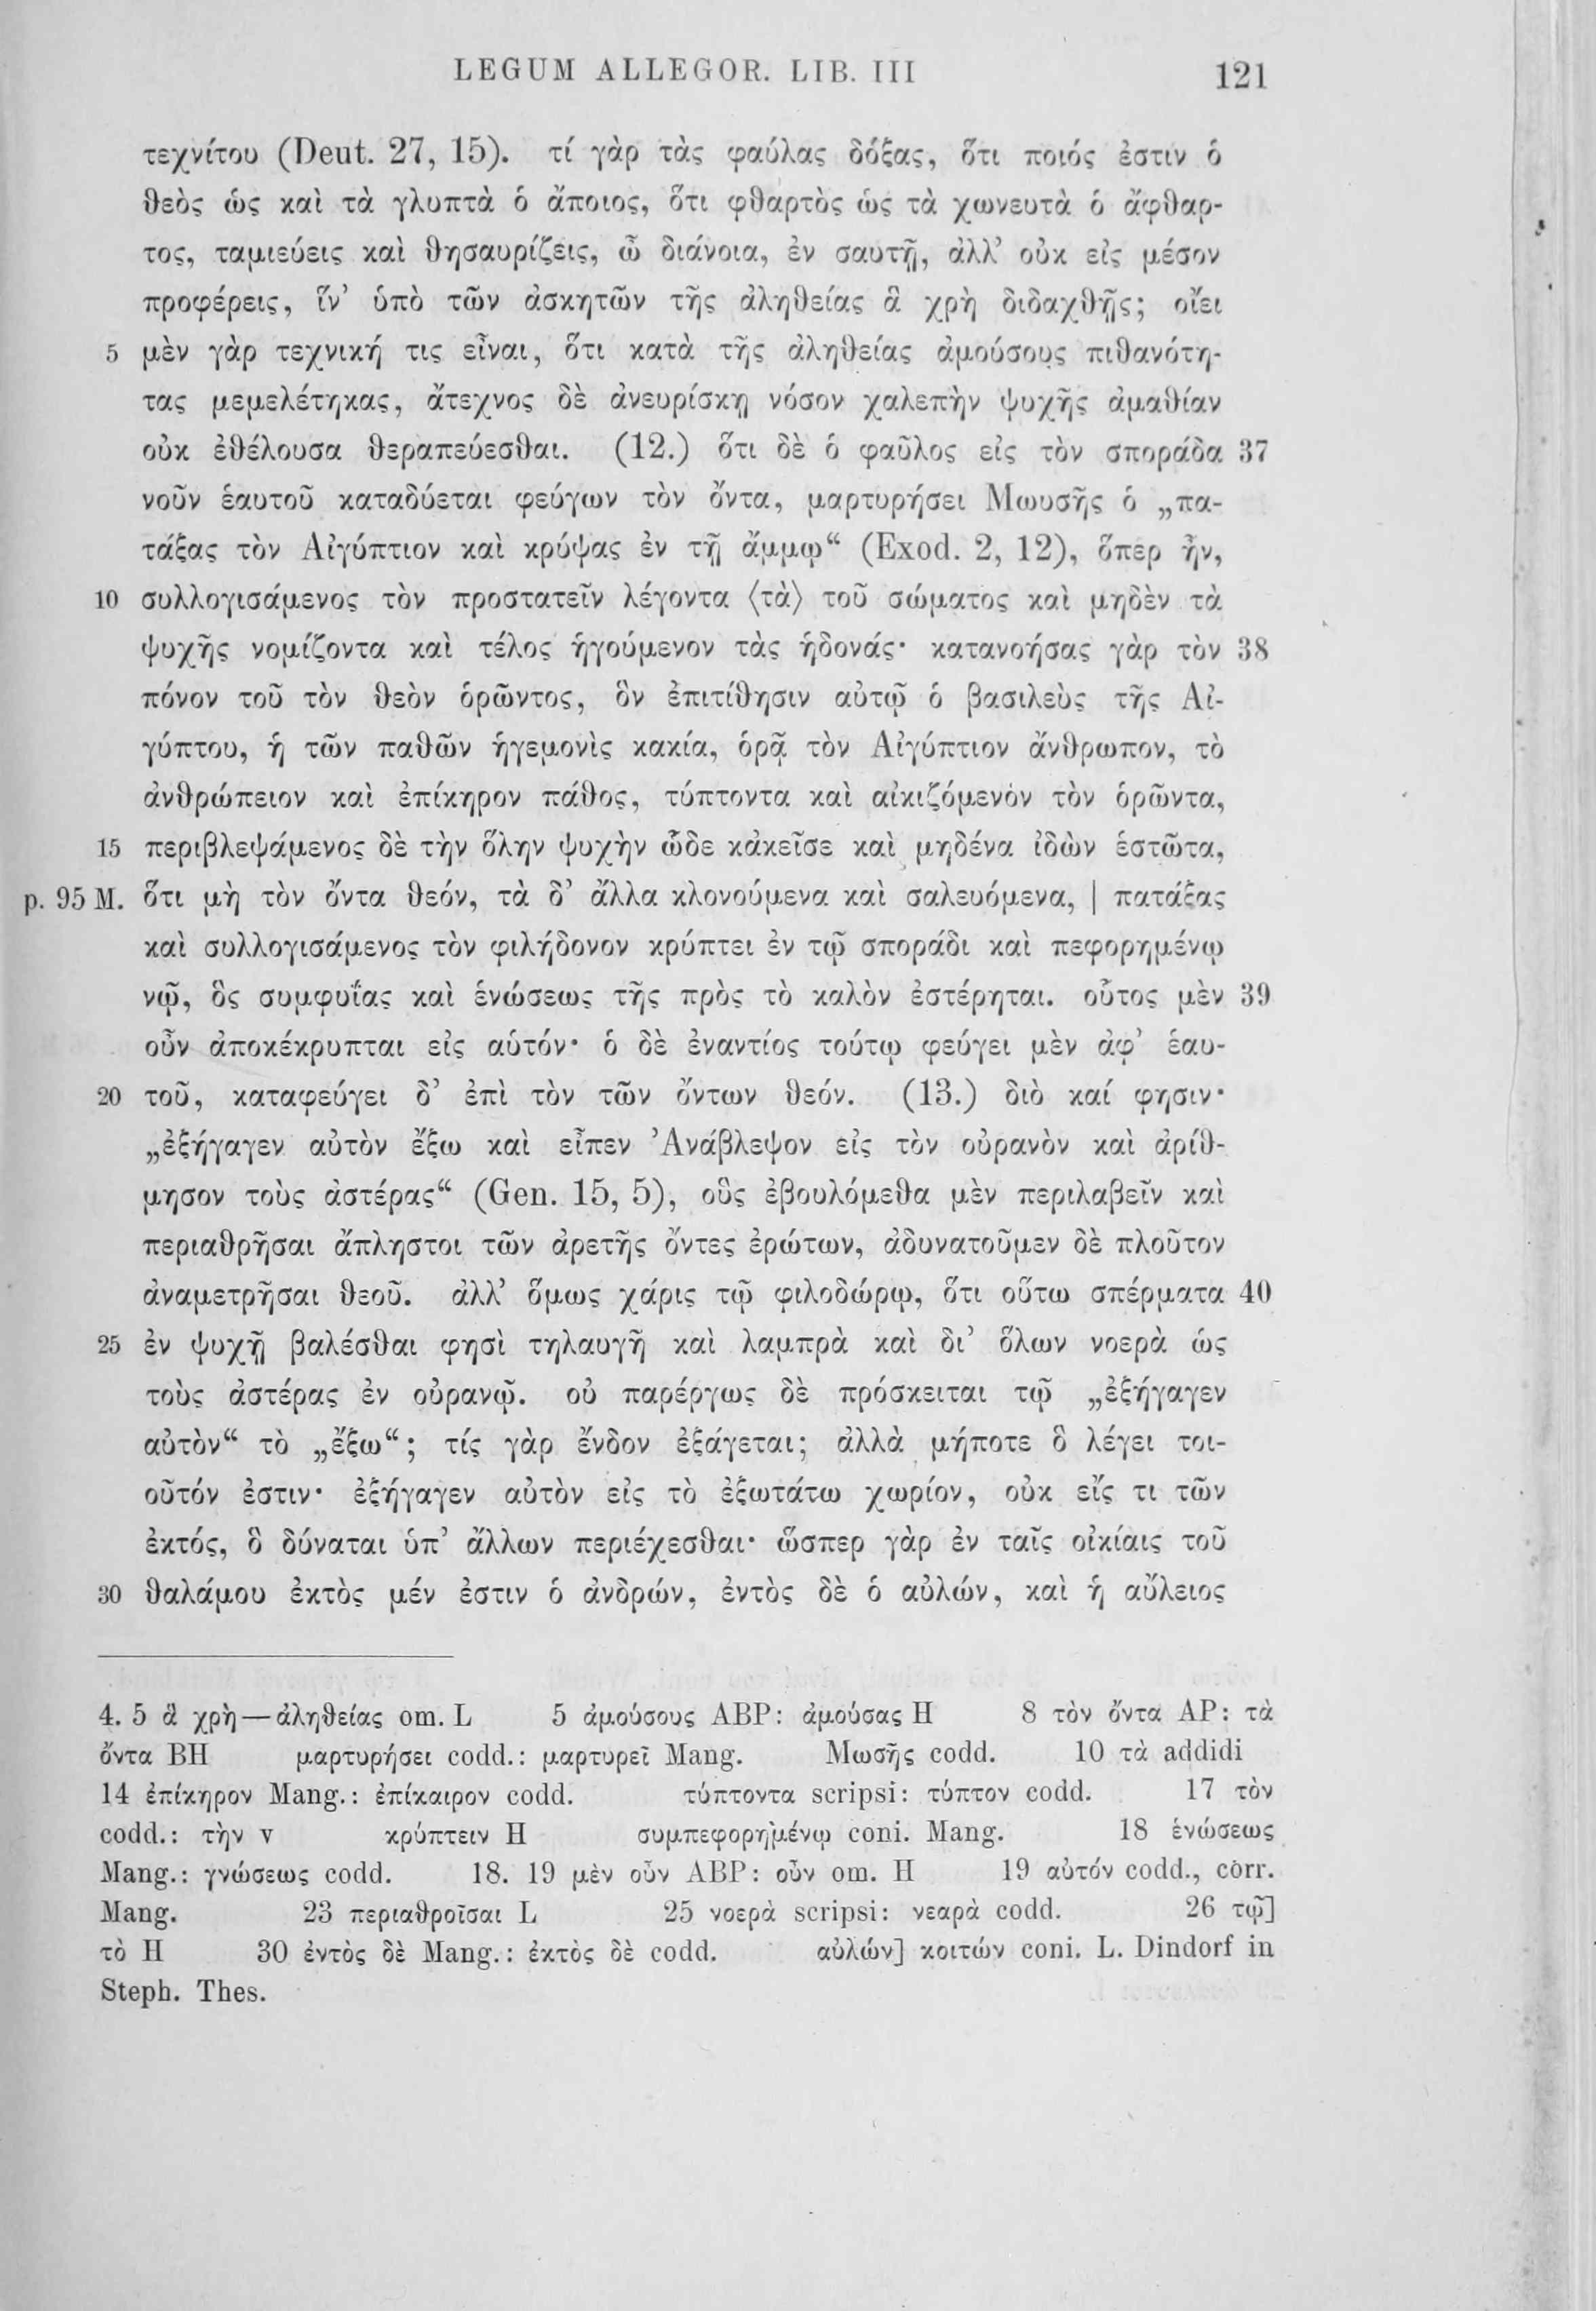 LEGUM ALLEGOR. LIB. III 121
τεχνίτου (Deut. 27, 15). τί γὰρ τὰς φαύλας δόξας, ὅτι ποιός ἐστιν ὁ
θεὸς ὡς καὶ τὰ γλυπτὰ ὁ ἄποιος, ὅτι φθαρτὸς ὡς τὰ χωνευτὰ ὁ ἄφθαρ-
τος, ταμιεύεις καὶ θησαυρίζεις, ὦ διάνοια, ἐν σαυτῇ, ἀλλ’ οὐκ εἰς μέσον
προφέρεις, ἵν’ ὑπὸ τῶν ἀσκητῶν τῆς ἀληθείας ἃ χρὴ διδαχθῇς; οἴει
5 μὲν γὰρ τεχνική τις εἶναι, ὅτι κατὰ τῆς ἀληθείας ἀμούσους πιθανότη-
τας μεμελέτηκας, ἄτεχνος δὲ ἀνευρίσκῃ νόσον χαλεπὴν ψυχῆς ἀμαθίαν
οὐκ ἐθέλουσα θεραπεύεσθαι. (12.) ὅτι δὲ ὁ φαῦλος εἰς τὸν σποράδα 37
νοῦν ἑαυτοῦ καταδύεται φεύγων τὸν ὄντα, μαρτυρήσει Μωυσῆς ὁ „πα-
τάξας τὸν Αἰγύπτιον καὶ κρύψας ἐν τῇ ἄμμῳ“ (Exod. 2, 12), ὅπερ ἦν,
10 συλλογισάμενος τὸν προστατεῖν λέγοντα ⟨τὰ⟩ τοῦ σώματος καὶ μηδὲν τὰ
ψυχῆς νομίζοντα καὶ τέλος ἡγούμενον τὰς ἡδονάς· κατανοήσας γὰρ τὸν 38
πόνον τοῦ τὸν θεὸν ὁρῶντος, ὃν ἐπιτίθησιν αὐτῷ ὁ βασιλεὺς τῆς Αἰ-
γύπτου, ἡ τῶν παθῶν ἡγεμονὶς κακία, ὁρᾷ τὸν Αἰγύπτιον ἄνθρωπον, τὸ
ἀνθρώπειον καὶ ἐπίκηρον πάθος, τύπτοντα καὶ αἰκιζόμενον τὸν ὁρῶντα,
15 περιβλεψάμενος δὲ τὴν ὅλην ψυχὴν ὧδε κἀκεῖσε καὶ μηδένα ἰδὼν ἑστῶτα,
p. 95 M. ὅτι μὴ τὸν ὄντα θεόν, τὰ δ’ ἄλλα κλονούμενα καὶ σαλευόμενα, | πατάξας
καὶ συλλογισάμενος τὸν φιλήδονον κρύπτει ἐν τῷ σποράδι καὶ πεφορημένῳ
νῷ, ὃς συμφυΐας καὶ ἑνώσεως τῆς πρὸς τὸ καλὸν ἐστέρηται. οὗτος μὲν 39
οὖν ἀποκέκρυπται εἰς αὑτόν· ὁ δὲ ἐναντίος τούτῳ φεύγει μὲν ἀφ’ ἑαυ-
20 τοῦ, καταφεύγει δ’ ἐπὶ τὸν τῶν ὄντων θεόν. (13.) διὸ καί φησιν·
„ἐξήγαγεν αὐτὸν ἔξω καὶ εἶπεν Ἀνάβλεψον εἰς τὸν οὐρανὸν καὶ ἀρίθ-
μησον τοὺς ἀστέρας“ (Gen. 15, 5), οὓς ἐβουλόμεθα μὲν περιλαβεῖν καὶ
περιαθρῆσαι ἄπληστοι τῶν ἀρετῆς ὄντες ἐρώτων, ἀδυνατοῦμεν δὲ πλοῦτον
ἀναμετρῆσαι θεοῦ. ἀλλ’ ὅμως χάρις τῷ φιλοδώρῳ, ὅτι οὕτω σπέρματα 40
25 ἐν ψυχῇ βαλέσθαι φησὶ τηλαυγῆ καὶ λαμπρὰ καὶ δι’ ὅλων νοερὰ ὡς
τοὺς ἀστέρας ἐν οὐρανῷ. οὐ παρέργως δὲ πρόσκειται τῷ „ἐξήγαγεν
αὐτὸν“ τὸ „ἔξω“; τίς γὰρ ἔνδον ἐξάγεται; ἀλλὰ μήποτε ὃ λέγει τοι-
οῦτόν ἐστιν· ἐξήγαγεν αὐτὸν εἰς τὸ ἐξωτάτω χωρίον, οὐκ εἴς τι τῶν
ἐκτός, ὃ δύναται ὑπ’ ἄλλων περιέχεσθαι· ὥσπερ γὰρ ἐν ταῖς οἰκίαις τοῦ
30 θαλάμου ἐκτὸς μέν ἐστιν ὁ ἀνδρών, ἐντὸς δὲ ὁ αὐλών, καὶ ἡ αὔλειος
4. 5 ἃ χρὴ — ἀληθείας om. L 5 ἀμούσους ABP: ἀμούσας H 8 τὸν ὄντα AP: τὰ
ὄντα BH μαρτυρήσει codd.: μαρτυρεῖ Mang. Μωσῆς codd. 10 τὰ addidi
14 ἐπίκηρον Mang.: ἐπίκαιρον codd. τύπτοντα scripsi: τύπτον codd. 17 τὸν
codd.: τὴν v κρύπτειν H συμπεφορημένῳ coni. Mang. 18 ἑνώσεως
Mang.: γνώσεως codd. 18. 19 μὲν οὖν ABP: οὖν om. H 19 αὐτόν codd., corr.
Mang. 23 περιαθροῖσαι L 25 νοερὰ scripsi: νεαρὰ codd. 26 τῷ]
τὸ H 30 ἐντὸς δὲ Mang.: ἐκτὸς δὲ codd. αὐλών] κοιτών coni. L. Dindorf in
Steph. Thes.